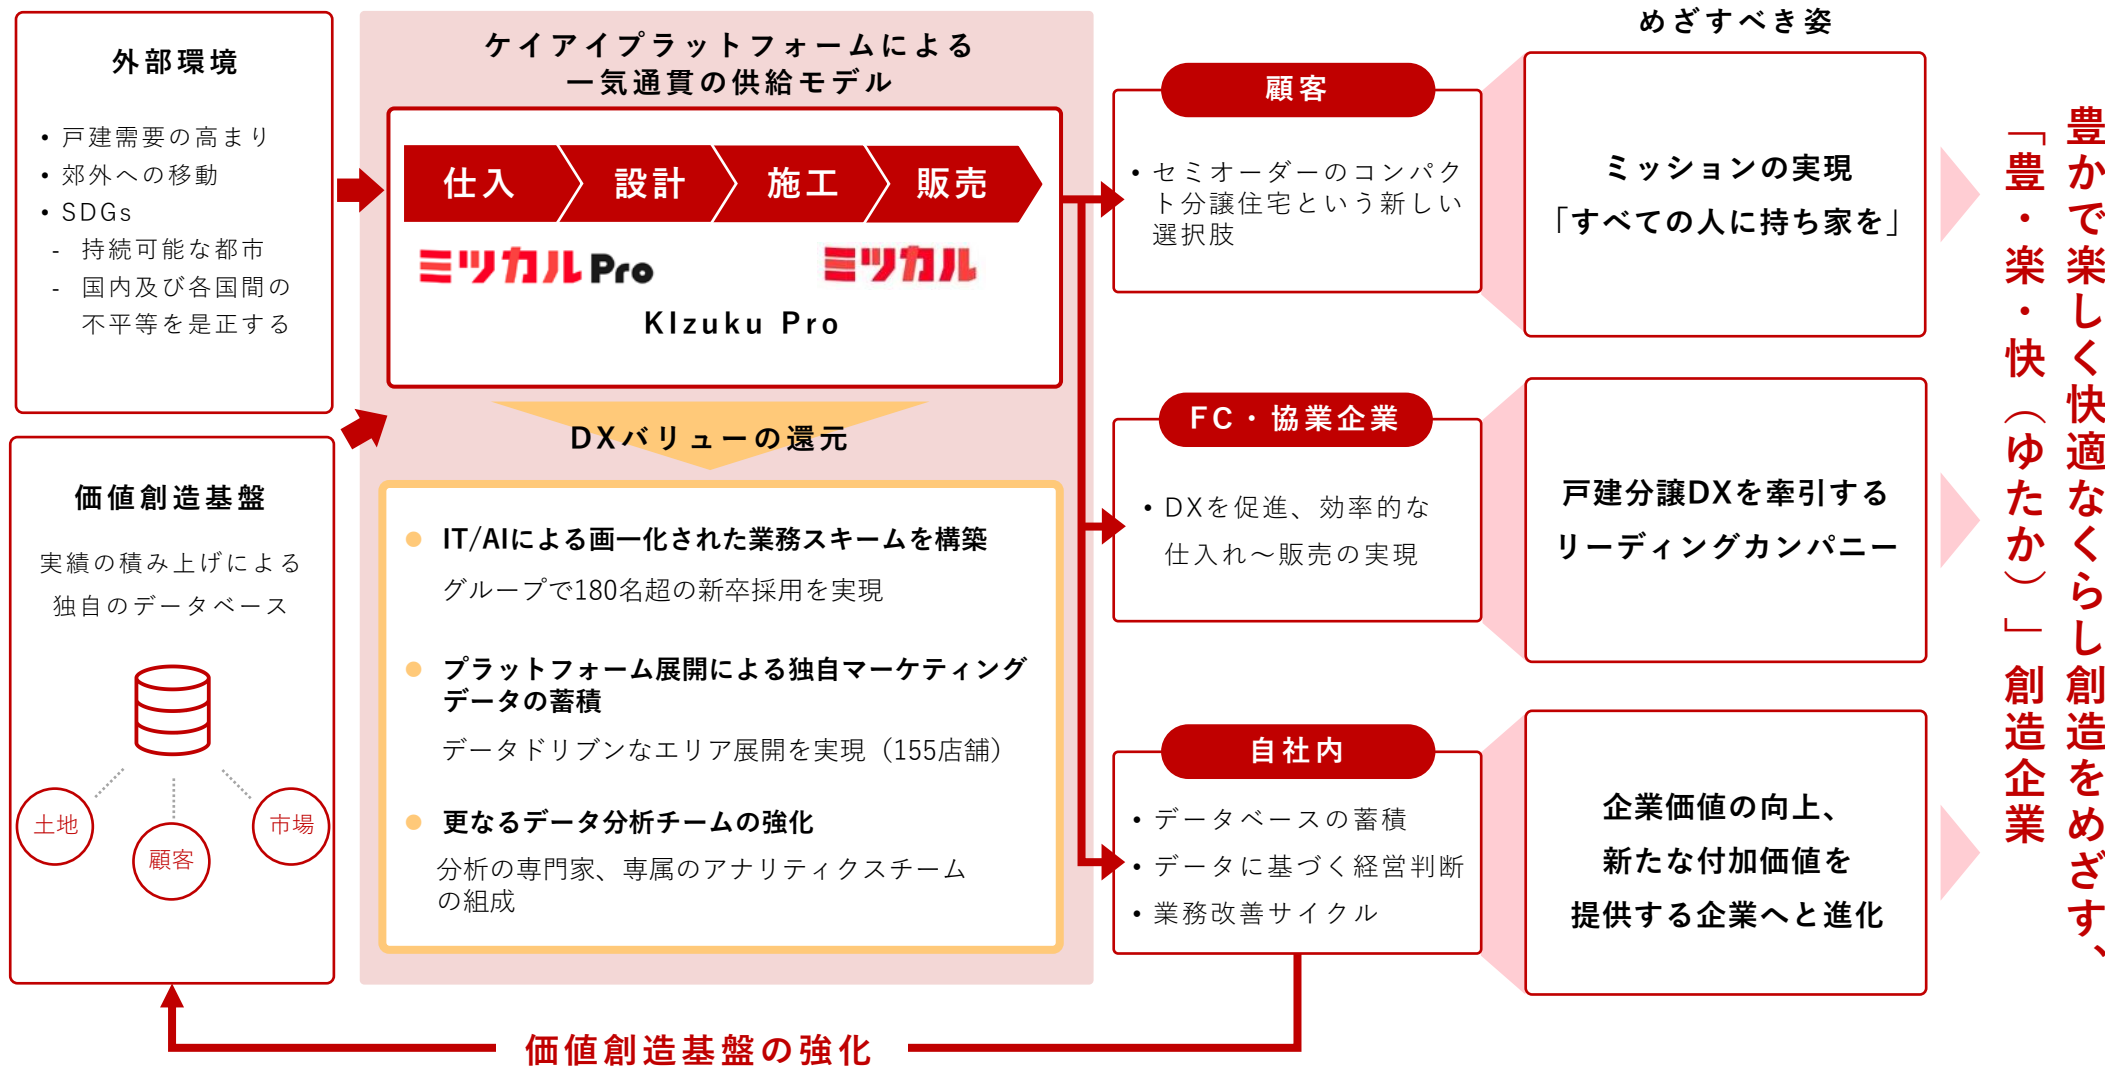 外部環境
• 戸建需要の高まり
• 郊外への移動
• SDGs
- 持続可能な都市
- 国内及び各国間の
不平等を是正する
価値創造基盤
実績の積み上げによる
独自のデータベース
土地
顧客
市場
ケイアイプラットフォームによる
一気通貫の供給モデル
仕入
設計
施工
販売
ミツカル Pro
ミツカル
KIzuku Pro
DXバリューの還元
● IT/AIによる画一化された業務スキームを構築
グループで180名超の新卒採用を実現
● プラットフォーム展開による独自マーケティング
データの蓄積
データドリブンなエリア展開を実現（155店舗）
● 更なるデータ分析チームの強化
分析の専門家、専属のアナリティクスチーム
の組成
顧客
• セミオーダーのコンパク
ト分譲住宅という新しい
選択肢
FC・協業企業
• DXを促進、効率的な
仕入れ～販売の実現
自社内
• データベースの蓄積
• データに基づく経営判断
• 業務改善サイクル
めざすべき姿
ミッションの実現
「すべての人に持ち家を」
戸建分譲DXを牽引する
リーディングカンパニー
企業価値の向上、
新たな付加価値を
提供する企業へと進化
豊かで楽しく快適なくらし創造をめざす、
「豊・楽・快（ゆたか）」創造企業
価値創造基盤の強化